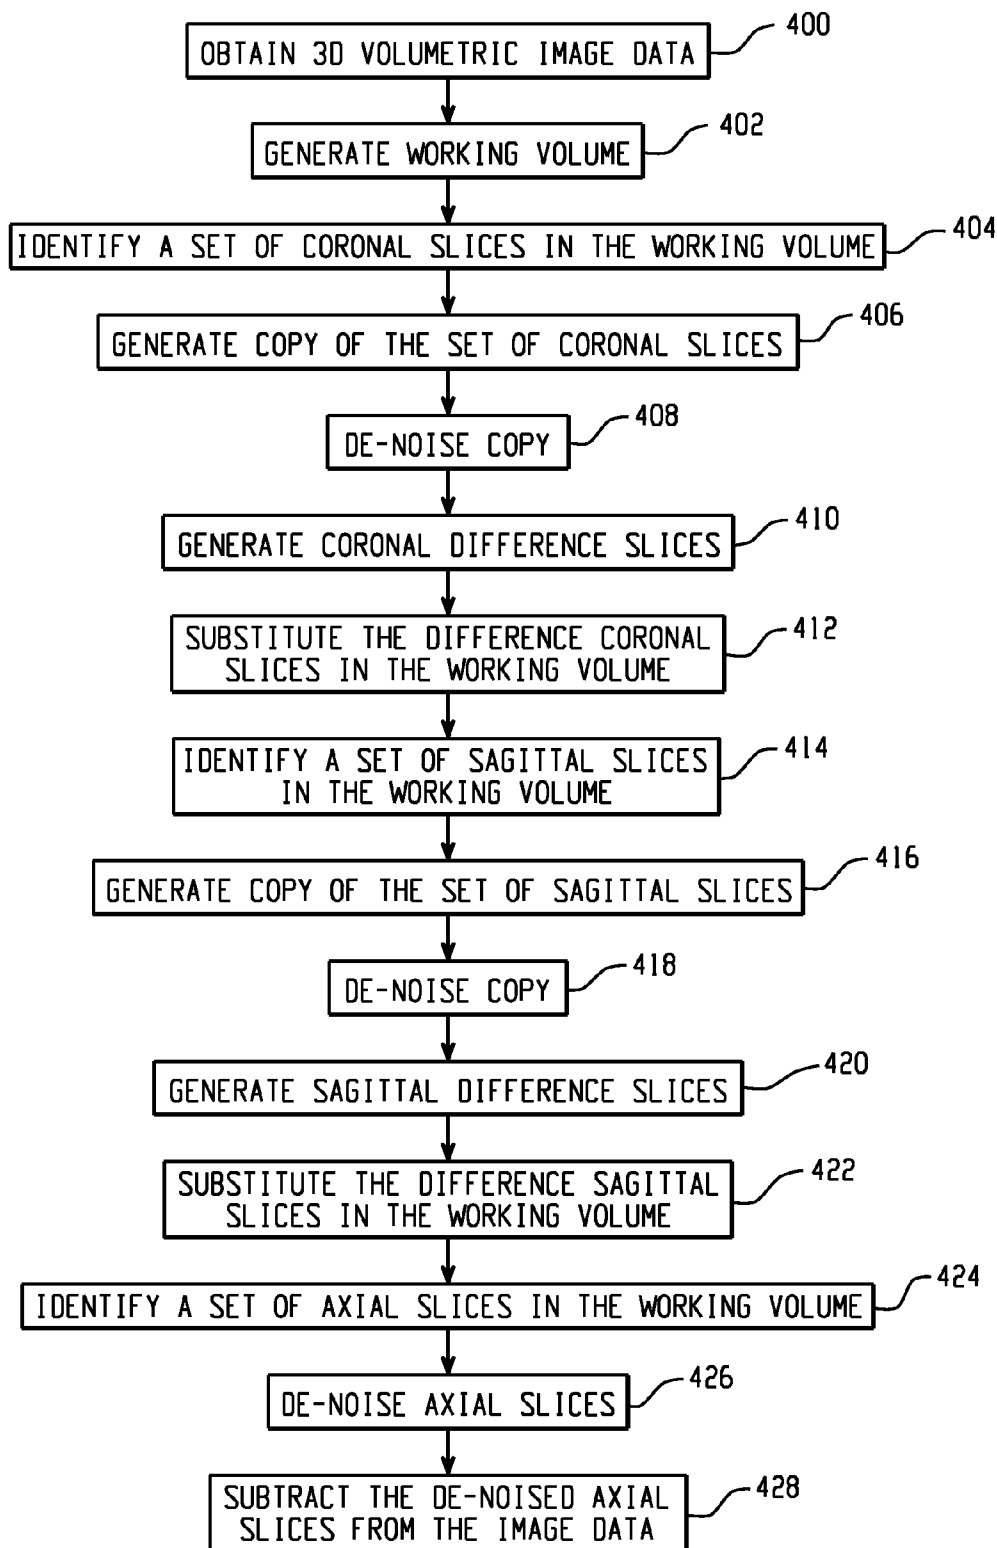 400
OBTAIN 3D VOLUMETRIC IMAGE DATA
402
GENERATE WORKING VOLUME
404
IDENTIFY A SET OF CORONAL SLICES IN THE WORKING VOLUME
406
GENERATE COPY OF THE SET OF CORONAL SLICES
408
DE-NOISE COPY
410
GENERATE CORONAL DIFFERENCE SLICES
412
SUBSTITUTE THE DIFFERENCE CORONAL
SLICES IN THE WORKING VOLUME
414
IDENTIFY A SET OF SAGITTAL SLICES
IN THE WORKING VOLUME
416
GENERATE COPY OF THE SET OF SAGITTAL SLICES
418
DE-NOISE COPY
420
GENERATE SAGITTAL DIFFERENCE SLICES
422
SUBSTITUTE THE DIFFERENCE SAGITTAL
SLICES IN THE WORKING VOLUME
424
IDENTIFY A SET OF AXIAL SLICES IN THE WORKING VOLUME
426
DE-NOISE AXIAL SLICES
428
SUBTRACT THE DE-NOISED AXIAL
SLICES FROM THE IMAGE DATA